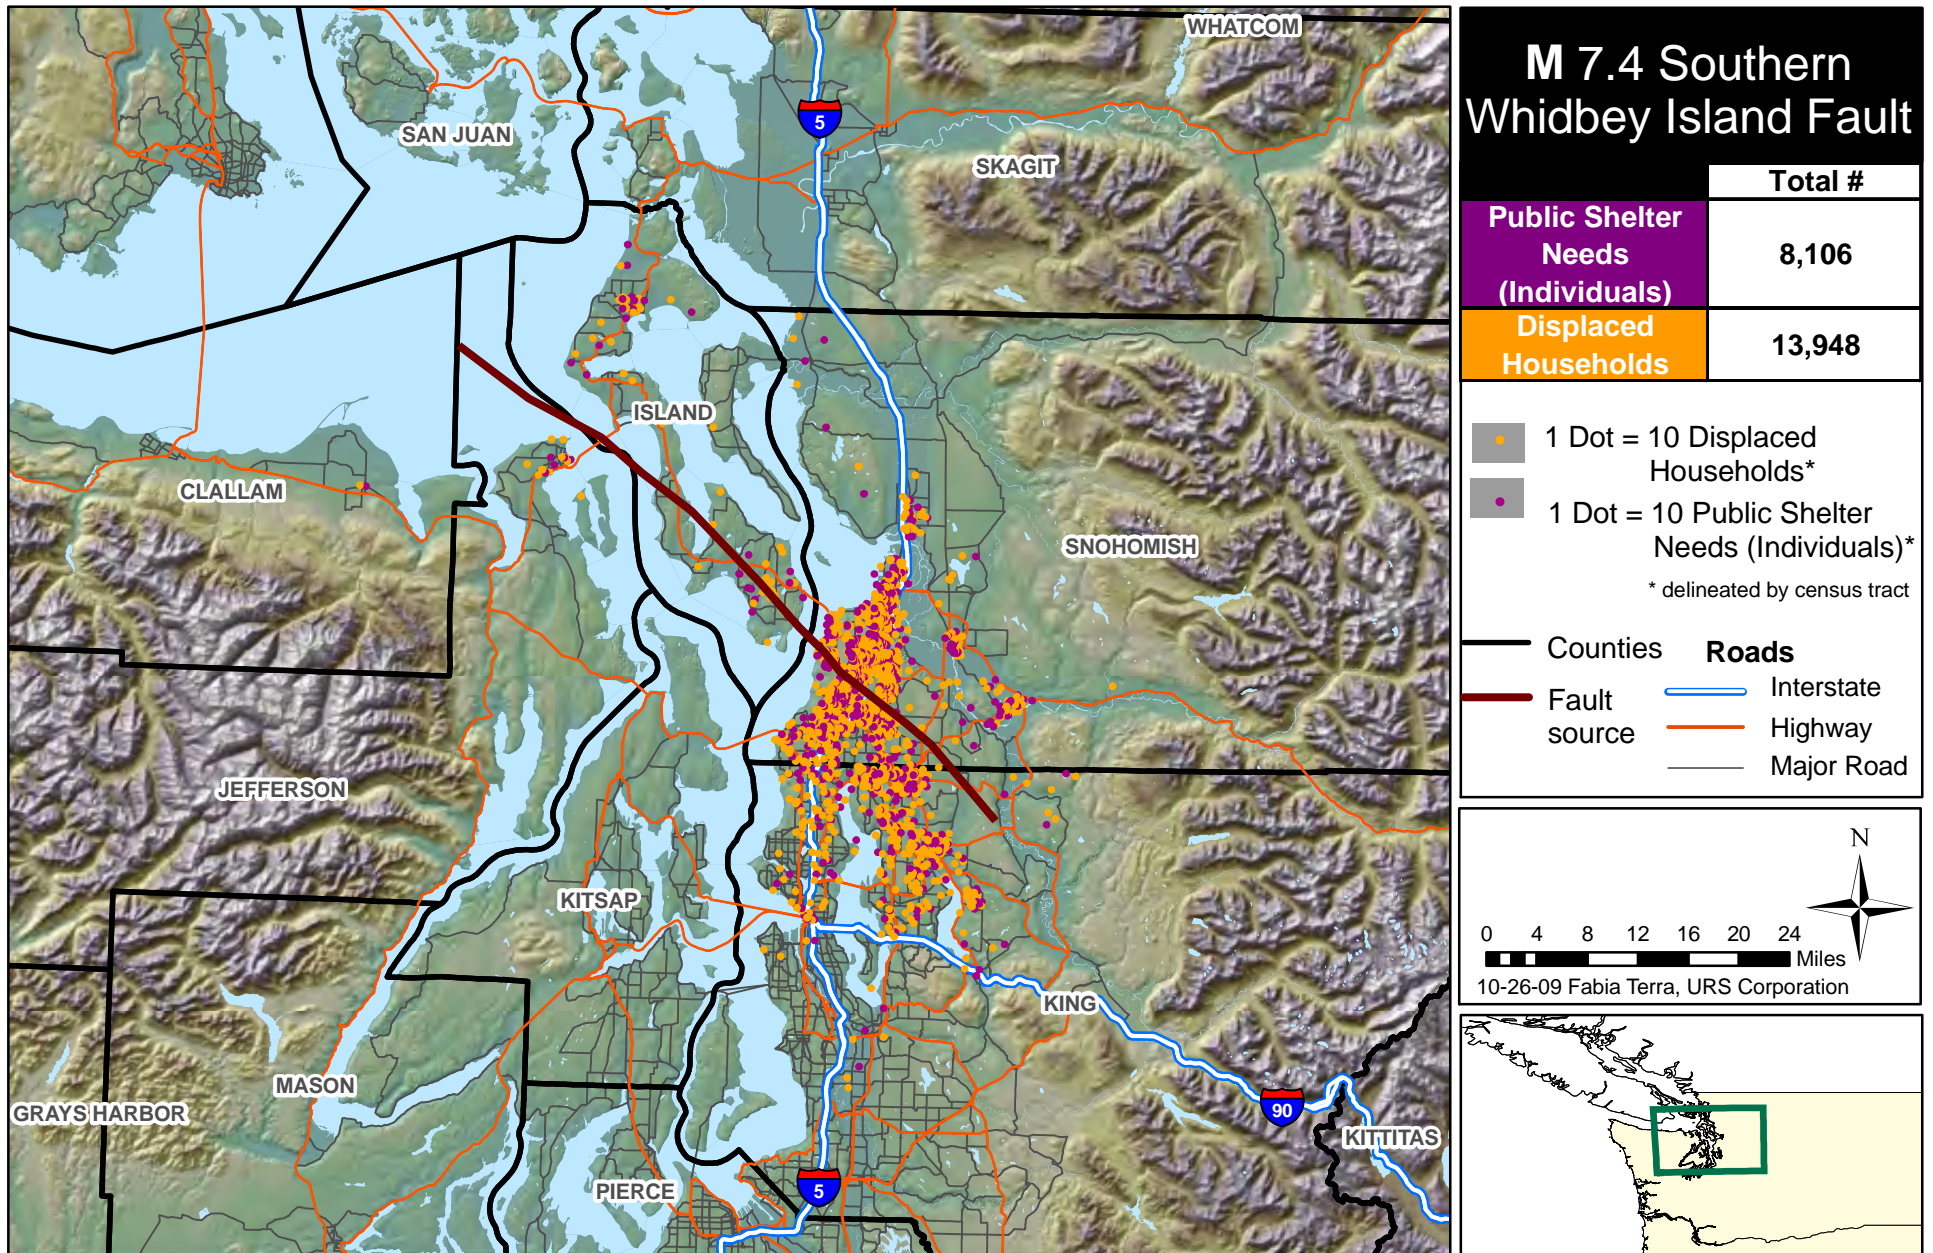 WHATCOM
SAN JUAN
5
SKAGIT
ISLAND
CLALLAM
SNOHOMISH
JEFFERSON
KITSAP
KING
MASON
GRAYS HARBOR
90
KITTITAS
PIERCE
5
M 7.4 Southern
Whidbey Island Fault
Total #
Public Shelter
Needs
(Individuals)
8,106
Displaced
Households
13,948
1 Dot = 10 Displaced
Households*
1 Dot = 10 Public Shelter
Needs (Individuals)*
* delineated by census tract
Counties
Fault
source
Roads
Interstate
Highway
Major Road
N
0 4 8 12 16 20 24
Miles
10-26-09 Fabia Terra, URS Corporation